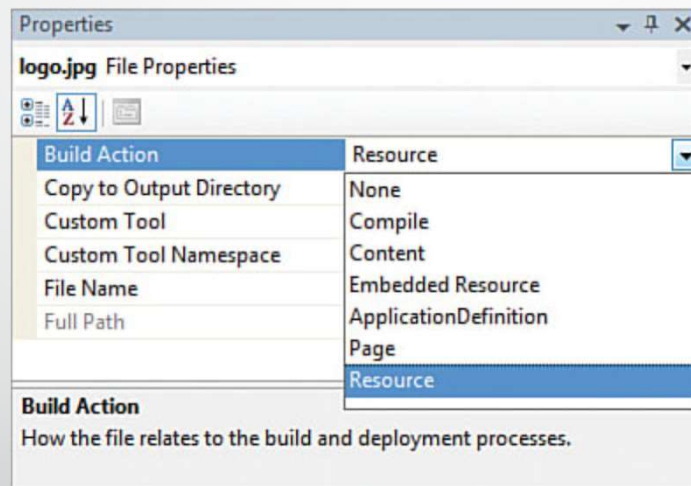 Properties
logo.jpg File Properties
A
Z
Build Action Resource
Copy to Output Directory None
Custom Tool Compile
Custom Tool Namespace Content
File Name Embedded Resource
Full Path ApplicationDefinition
Page
Resource
Build Action
How the file relates to the build and deployment processes.